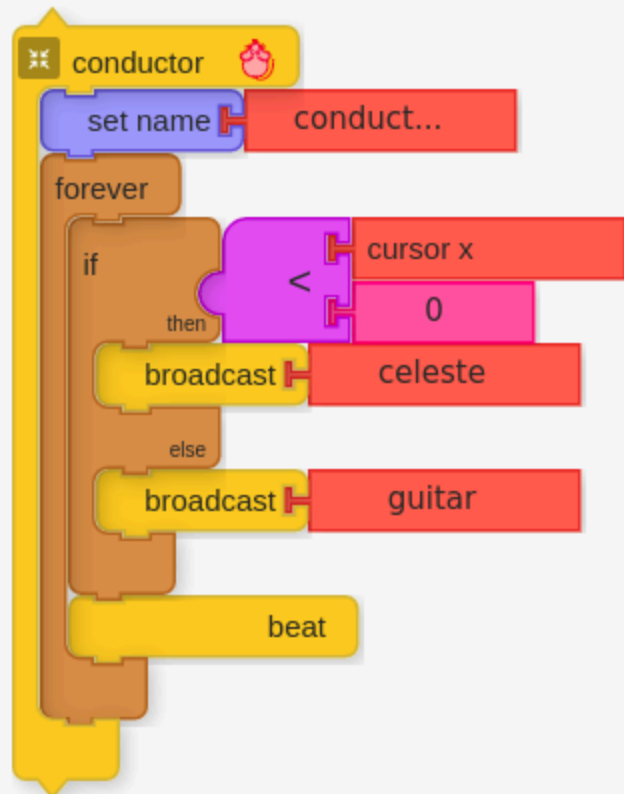 conductor
set name conduct...
forever
if < cursor x
0
then
broadcast celeste
else
broadcast guitar
beat